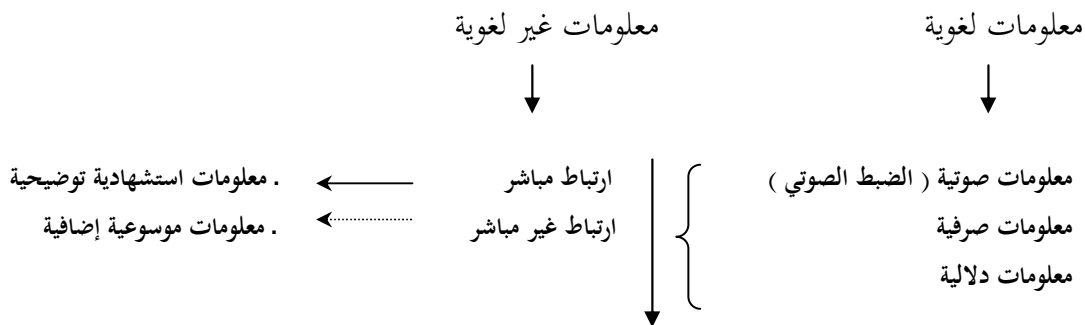 معلومات لغوية معلومات غير لغوية
معلومات صوتية ( الضبط الصوتي ) ارتباط مباشر . معلومات استشهادية توضيحية
معلومات صرفية ارتباط غير مباشر . معلومات موسوعية إضافية
معلومات دلالية